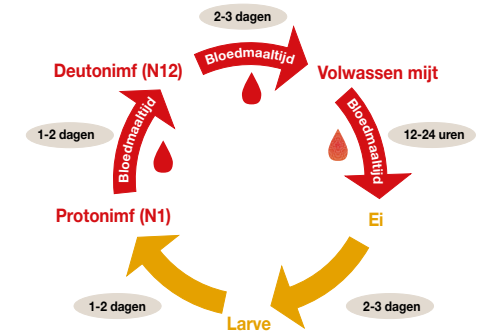 2-3 dagen
Bloedmaaltijd
Deutonimf (N12)
Volwassen mijt
1-2 dagen
Bloedmaaltijd
Bloedmaaltijd
12-24 uren
Protonimf (N1)
Ei
1-2 dagen
2-3 dagen
Larve